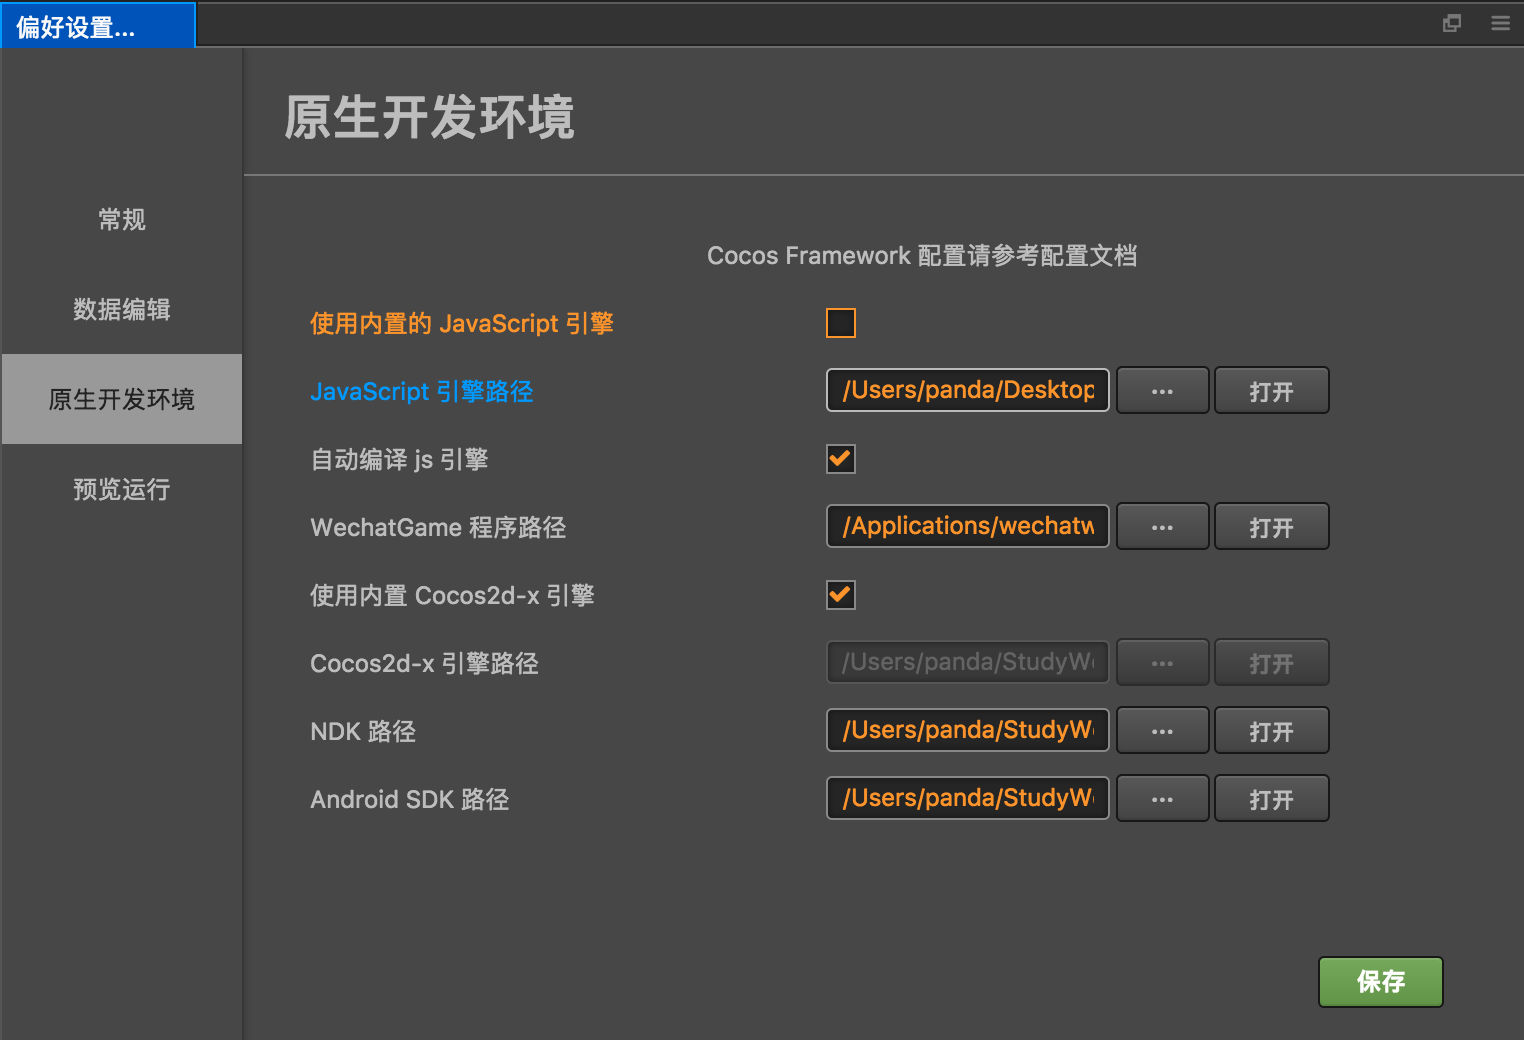 偏好设置...
原生开发环境
常规
数据编辑
原生开发环境
预览运行
Cocos Framework 配置请参考配置文档
使用内置的 JavaScript 引擎
JavaScript 引擎路径 /Users/panda/Desktop ... 打开
自动编译 js 引擎
WechatGame 程序路径 /Applications/wechatw ... 打开
使用内置 Cocos2d-x 引擎
Cocos2d-x 引擎路径 /Users/panda/StudyW ... 打开
NDK 路径 /Users/panda/StudyW ... 打开
Android SDK 路径 /Users/panda/StudyW ... 打开
保存